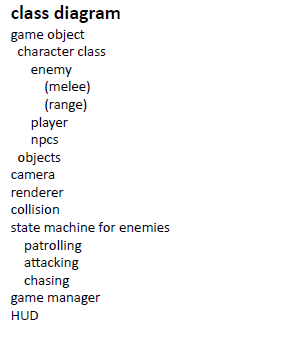 class diagram
game object
character class
enemy
(melee)
(range)
player
npcs
objects
camera
renderer
collision
state machine for enemies
patrolling
attacking
chasing
game manager
HUD